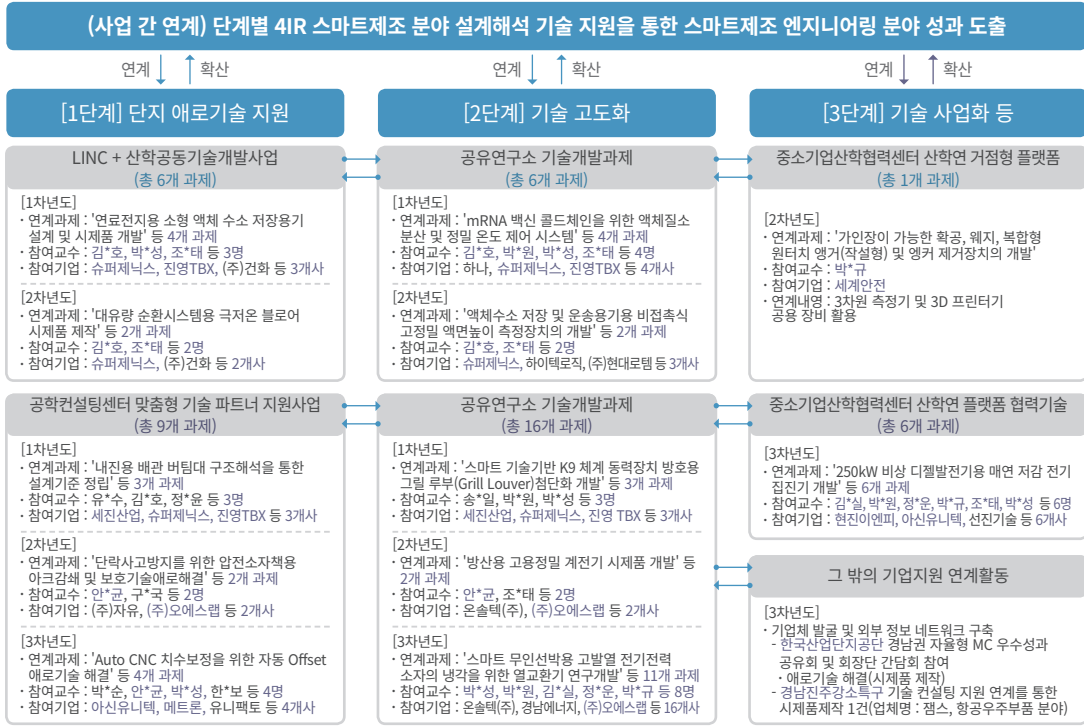 (사업 간 연계) 단계별 4IR 스마트제조 분야 설계해석 기술 지원을 통한 스마트제조 엔지니어링 분야 성과 도출
연계 확산
연계 확산
연계 확산
[1단계] 단지 애로기술 지원
[2단계] 기술 고도화
[3단계] 기술 사업화 등
LINC + 산학공동기술개발사업
(총 6개 과제)
[1차년도]
· 연계과제 : '연료전지용 소형 액체 수소 저장용기
설계 및 시제품 개발' 등 4개 과제
· 참여교수 : 김*호, 박*성, 조*태 등 3명
· 참여기업 : 슈퍼제닉스, 진영TBX, (주)건화 등 3개사
[2차년도]
· 연계과제 : '대유량 순환시스템용 극저온 블로어
시제품 제작' 등 2개 과제
· 참여교수 : 김*호, 조*태 등 2명
· 참여기업 : 슈퍼제닉스, (주)건화 등 2개사
공유연구소 기술개발과제
(총 6개 과제)
[1차년도]
· 연계과제 : 'mRNA 백신 콜드체인을 위한 액체질소
분산 및 정밀 온도 제어 시스템' 등 4개 과제
· 참여교수 : 김*호, 박*원, 박*성, 조*태 등 4명
· 참여기업 : 하나, 슈퍼제닉스, 진영TBX 등 4개사
[2차년도]
· 연계과제 : '액체수소 저장 및 운송용기용 비접촉식
고정밀 액면높이 측정장치의 개발' 등 2개 과제
· 참여교수 : 김*호, 조*태 등 2명
· 참여기업 : 슈퍼제닉스, 하이텍로직, (주)현대로템 등 3개사
중소기업산학협력센터 산학연 거점형 플랫폼
(총 1개 과제)
[2차년도]
· 연계과제 : '가인장이 가능한 확공, 웨지, 복합형
원터치 앵거(작설형) 및 엥커 제거장치의 개발'
· 참여교수 : 박*규
· 참여기업 : 세계안전
· 연계내영 : 3차원 측정기 및 3D 프린터기
공용 장비 활용
공학컨설팅센터 맞춤형 기술 파트너 지원사업
(총 9개 과제)
[1차년도]
· 연계과제 : '내진용 배관 버팀대 구조해석을 통한
설계기준 정립' 등 3개 과제
· 참여교수 : 유*수, 김*호, 정*윤 등 3명
· 참여기업 : 세진산업, 슈퍼제닉스, 진영TBX 등 3개사
[2차년도]
· 연계과제 : '단락사고방지를 위한 압전소자책용
아크감쇄 및 보호기술애로해결' 등 2개 과제
· 참여교수 : 안*균, 구*국 등 2명
· 참여기업 : (주)자유, (주)오에스랩 등 2개사
[3차년도]
· 연계과제 : 'Auto CNC 치수보정을 위한 자동 Offset
애로기술 해결' 등 4개 과제
· 참여교수 : 박*순, 안*균, 박*성, 한*보 등 4명
· 참여기업 : 아신유니텍, 메트론, 유니팩토 등 4개사
공유연구소 기술개발과제
(총 16개 과제)
[1차년도]
· 연계과제 : '스마트 기술기반 K9 체계 동력장치 방호용
그릴 루부(Grill Louver)첨단화 개발' 등 3개 과제
· 참여교수 : 송*일, 박*원, 박*성 등 3명
· 참여기업 : 세진산업, 슈퍼제닉스, 진영 TBX 등 3개사
[2차년도]
· 연계과제 : '방산용 고용정밀 계전기 시제품 개발' 등
2개 과제
· 참여교수 : 안*균, 조*태 등 2명
· 참여기업 : 온솔텍(주), (주)오에스랩 등 2개사
[3차년도]
· 연계과제 : '스마트 무인선박용 고발열 전기전력
소자의 냉각을 위한 열교환기 연구개발' 등 11개 과제
· 참여교수 : 박*성, 박*원, 김*실, 정*운, 박*규 등 8명
· 참여기업 : 온솔텍(주), 경남에너지, (주)오에스랩 등 16개사
중소기업산학협력센터 산학연 플랫폼 협력기술
(총 6개 과제)
[3차년도]
· 연계과제 : '250kW 비상 디젤발전기용 매연 저감 전기
집진기 개발' 등 6개 과제
· 참여교수 : 김*실, 박*원, 정*운, 박*규, 조*태, 박*성 등 6명
· 참여기업 : 현진이엔피, 아신유니텍, 선진기술 등 6개사
그 밖의 기업지원 연계활동
[3차년도]
· 기업체 발굴 및 외부 정보 네트워크 구축
- 한국산업단지공단 경남권 자율형 MC 우수성과
공유회 및 회장단 간담회 참여
· 애로기술 해결(시제품 제작)
- 경남진주강소특구 기술 컨설팅 지원 연계를 통한
시제품제작 1건(업체명 : 잼스, 항공우주부품 분야)